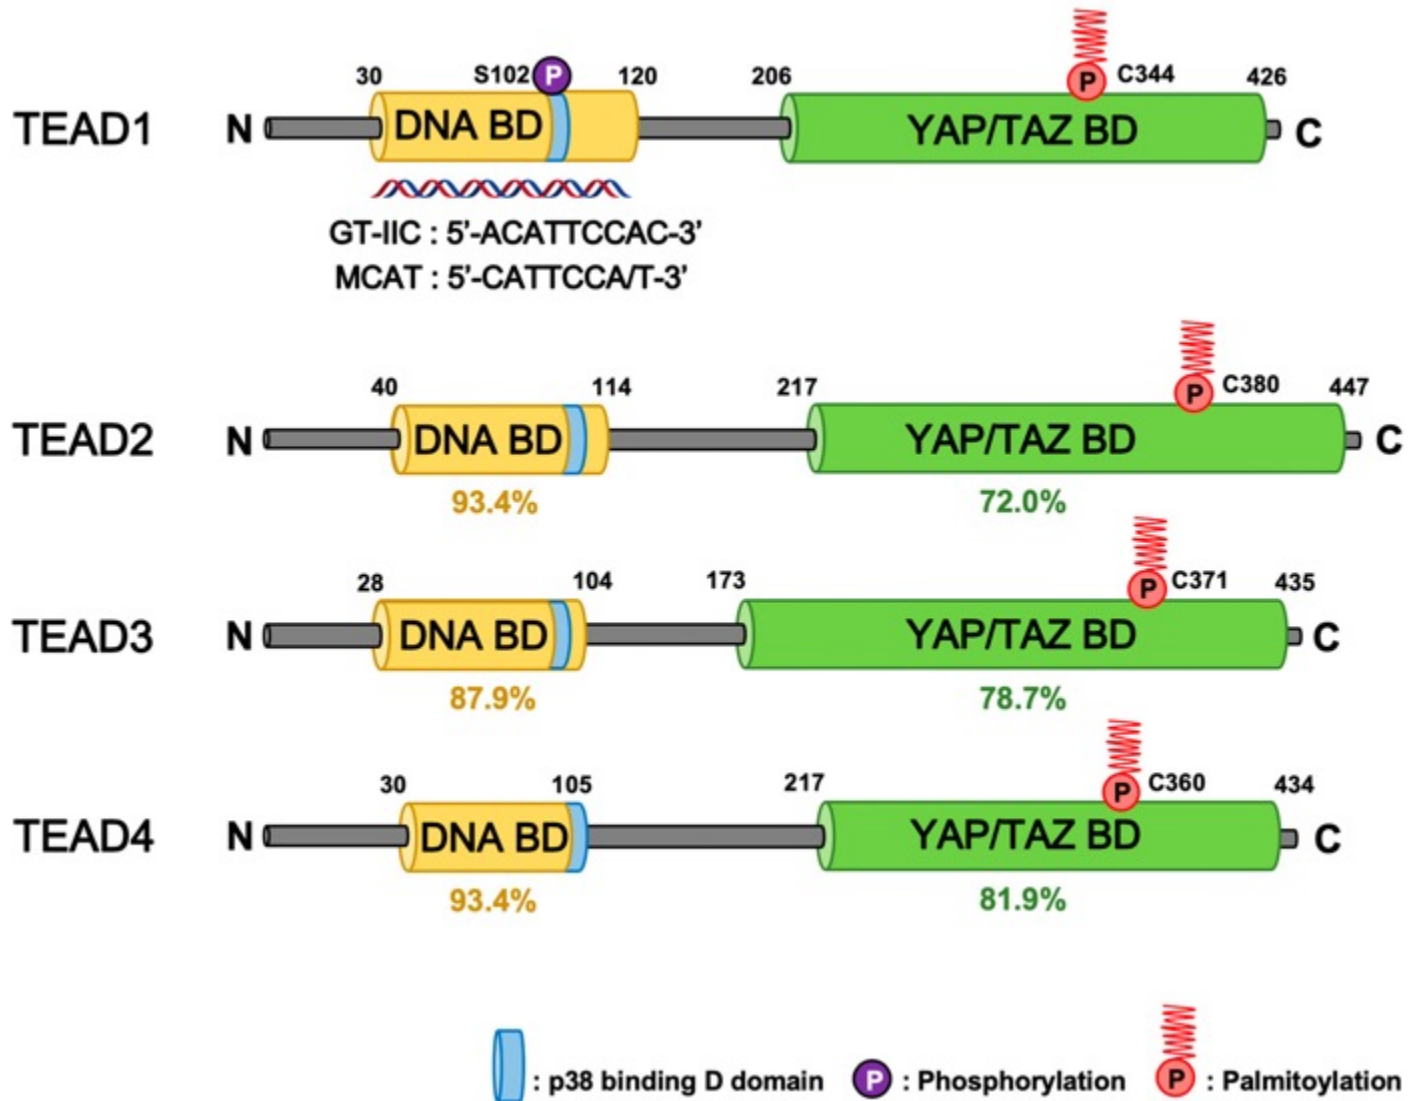 30 S102 P 120 206 P C344 426
TEAD1 N DNA BD YAP/TAZ BD C
GT-IIC : 5’-ACATTCCAC-3’
MCAT : 5’-CATTCCA/T-3’
40 114 217 P C380 447
TEAD2 N DNA BD YAP/TAZ BD C
93.4% 72.0%
28 104 173 P C371 435
TEAD3 N DNA BD YAP/TAZ BD C
87.9% 78.7%
30 105 217 P C360 434
TEAD4 N DNA BD YAP/TAZ BD C
93.4% 81.9%
: p38 binding D domain P : Phosphorylation P : Palmitoylation